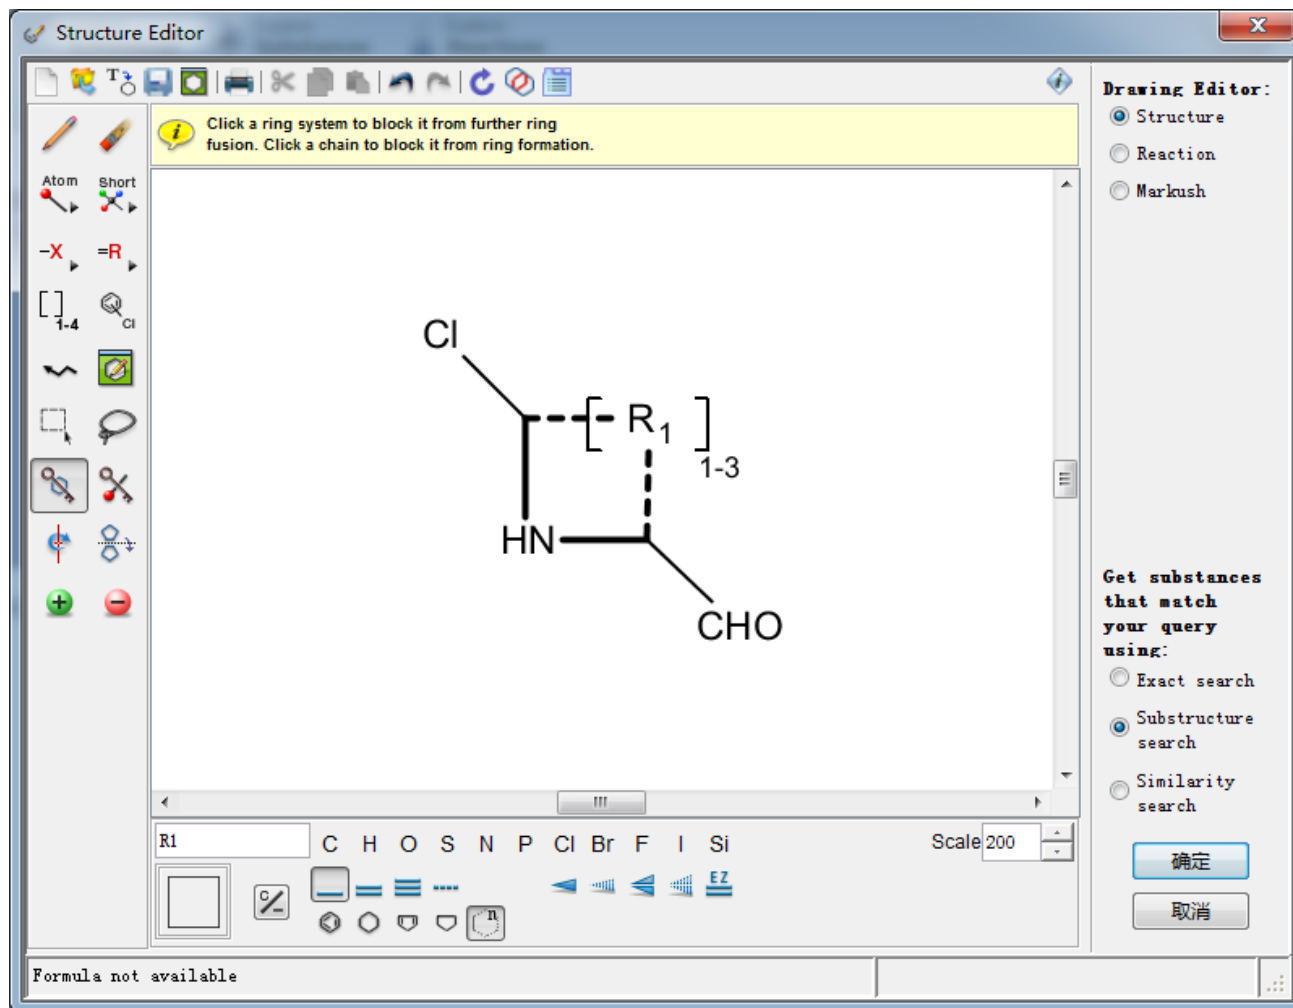 Structure Editor
Click a ring system to block it from further ring
fusion. Click a chain to block it from ring formation.
Atom
Short
-X
=R
[ ]1-4
Cl
Cl
[ R1 ]1-3
HN
CHO
R1
C H O S N P Cl Br F I Si
Scale 200
EZ
n
Drawing Editor:
Structure
Reaction
Markush
Get substances
that match
your query
using:
Exact search
Substructure
search
Similarity
search
确定
取消
Formula not available